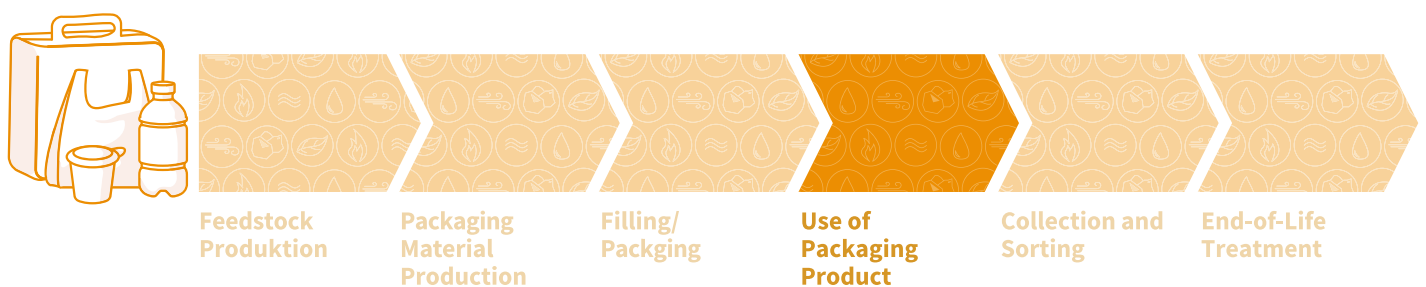 Feedstock
Produktion
Packaging
Material
Production
Filling/
Packging
Use of
Packaging
Product
Collection and
Sorting
End-of-Life
Treatment